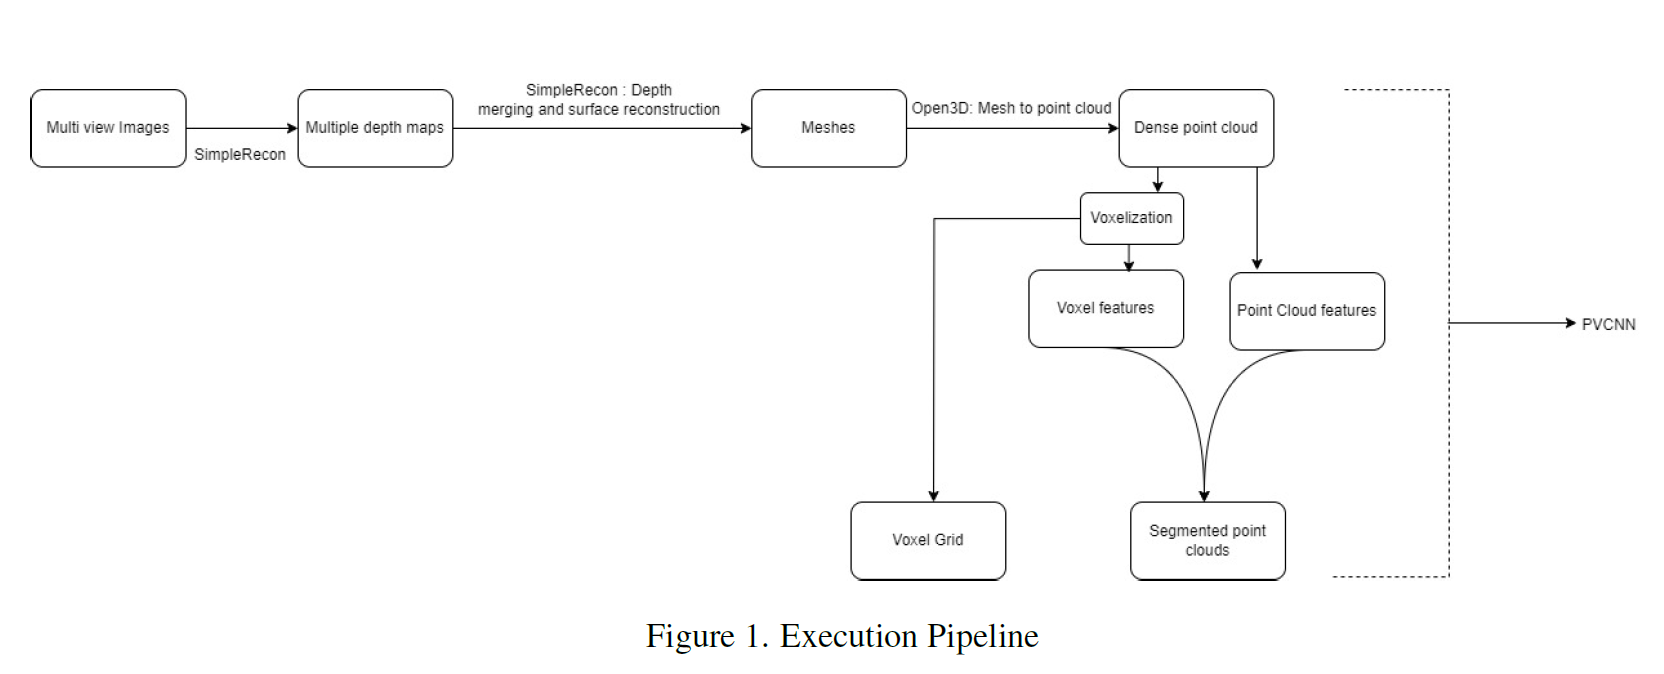 Multi view Images
SimpleRecon
Multiple depth maps
SimpleRecon : Depth
merging and surface reconstruction
Meshes
Open3D: Mesh to point cloud
Dense point cloud
Voxelization
Voxel features
Point Cloud features
PVCNN
Voxel Grid
Segmented point
clouds
Figure 1. Execution Pipeline